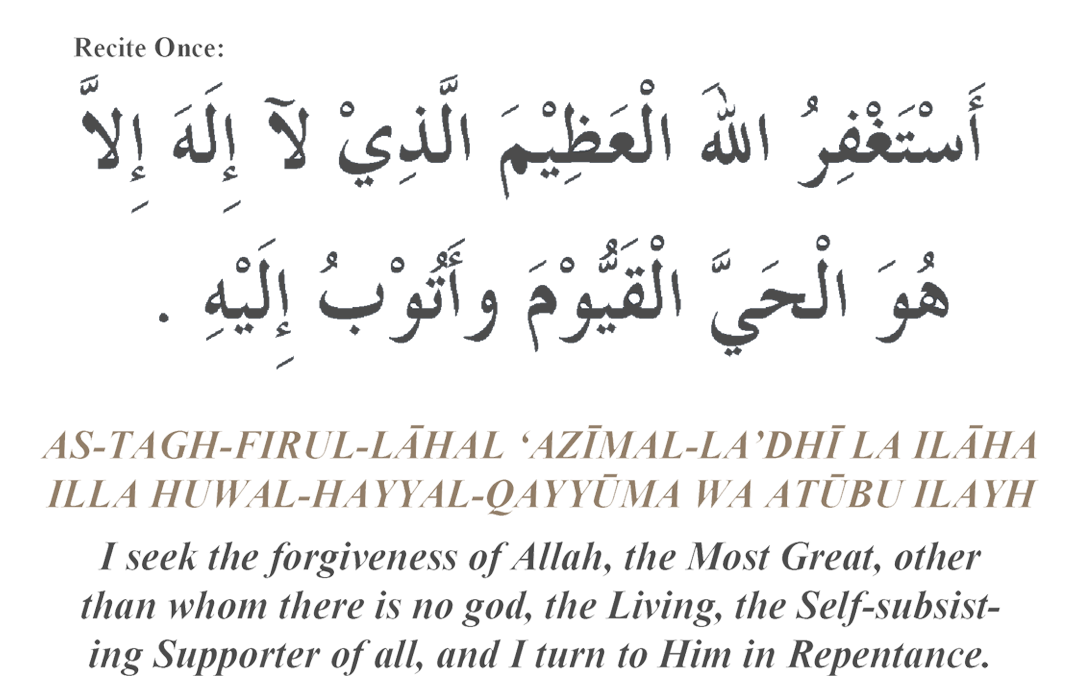 Recite Once:
أَسْتَغْفِرُ اللهَ الْعَظِيْمَ الَّذِيْ لآ إِلَهَ إِلاَّ
هُوَ الْحَيَّ الْقَيُّوْمَ وأَتُوْبُ إِلَيْهِ .
AS-TAGH-FIRUL-LĀHAL ‘AZĪMAL-LA’DHĪ LA ILĀHA
ILLA HUWAL-HAYYAL-QAYYŪMA WA ATŪBU ILAYH
I seek the forgiveness of Allah, the Most Great, other
than whom there is no god, the Living, the Self-subsist-
ing Supporter of all, and I turn to Him in Repentance.